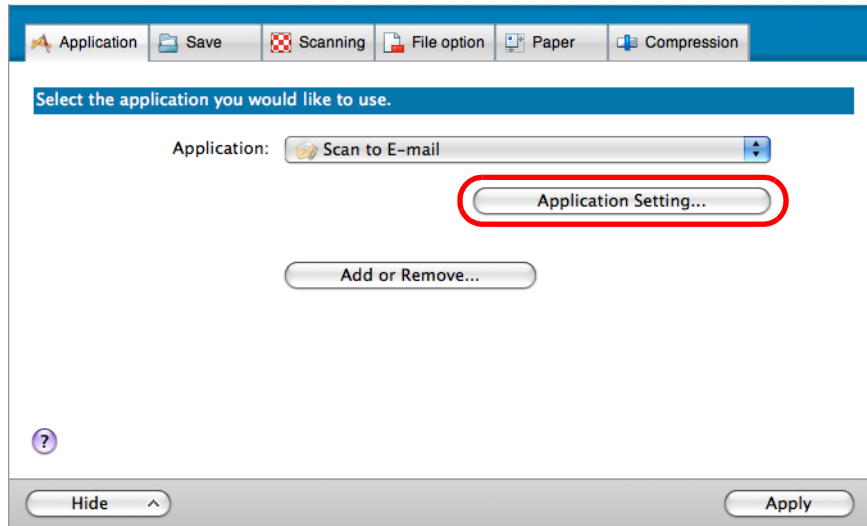 Application Save Scanning File option Paper Compression
Select the application you would like to use.
Application: Scan to E-mail
Application Setting...
Add or Remove...
?
Hide Apply